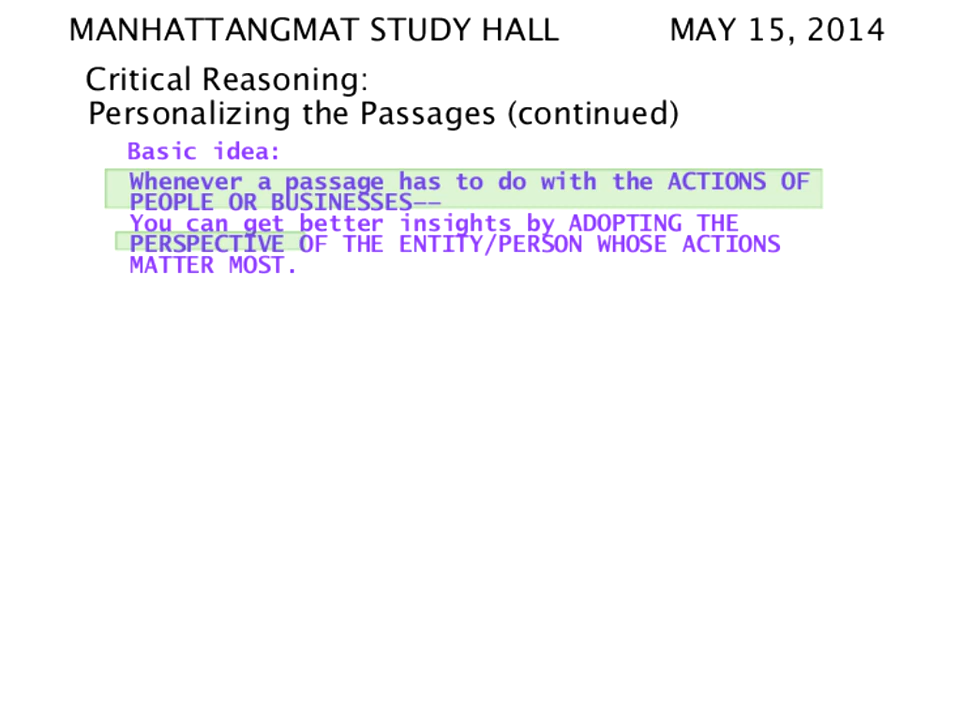 MANHATTANGMAT STUDY HALL MAY 15, 2014
Critical Reasoning:
Personalizing the Passages (continued)
Basic idea:
Whenever a passage has to do with the ACTIONS OF
PEOPLE OR BUSINESSES——
You can get better insights by ADOPTING THE
PERSPECTIVE OF THE ENTITY/PERSON WHOSE ACTIONS
MATTER MOST.